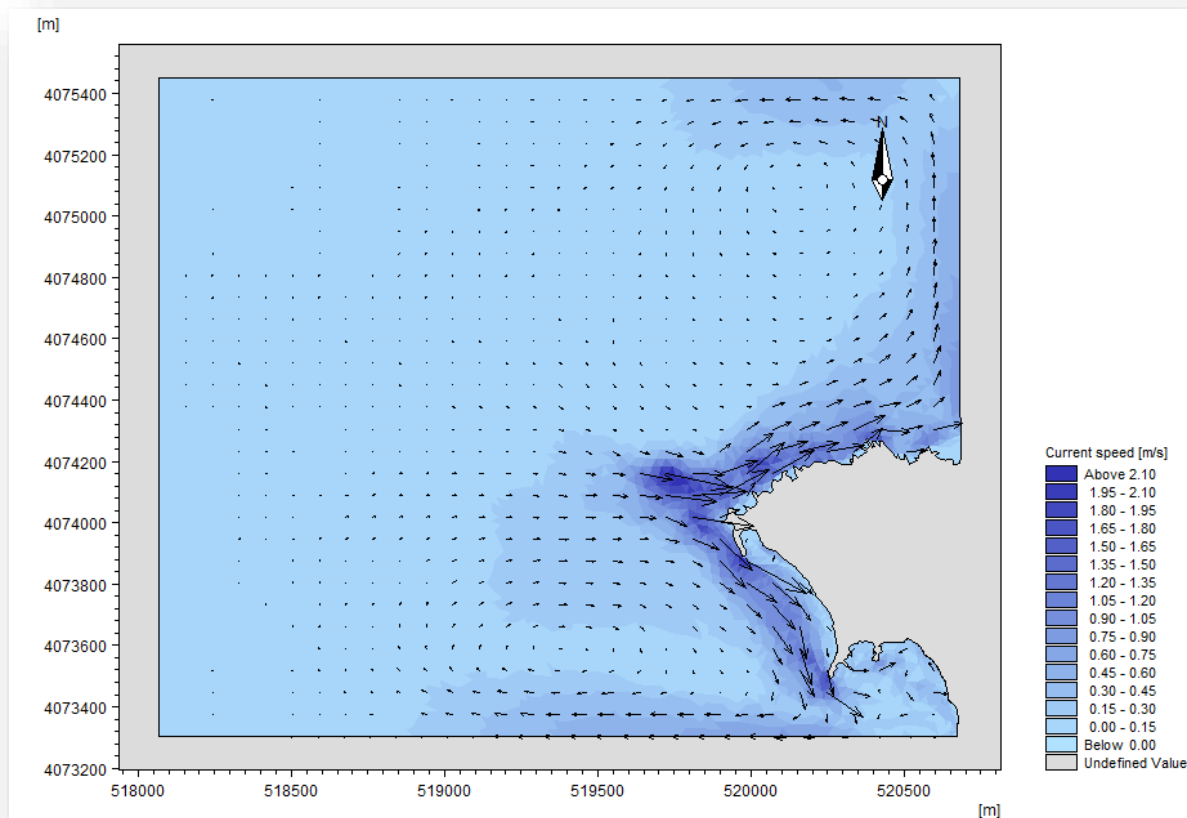 [m]
4075400
4075200
4075000
4074800
4074600
4074400
4074200
4074000
4073800
4073600
4073400
4073200
518000 518500 519000 519500 520000 520500
[m]
N
Current speed [m/s]
Above 2.10
1.95 - 2.10
1.80 - 1.95
1.65 - 1.80
1.50 - 1.65
1.35 - 1.50
1.20 - 1.35
1.05 - 1.20
0.90 - 1.05
0.75 - 0.90
0.60 - 0.75
0.45 - 0.60
0.30 - 0.45
0.15 - 0.30
0.00 - 0.15
Below 0.00
Undefined Value